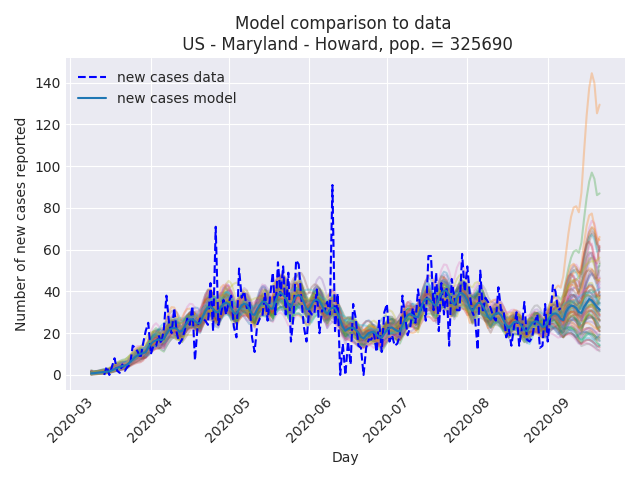 Model comparison to data
US - Maryland - Howard, pop. = 325690
new cases data
new cases model
Number of new cases reported
140
120
100
80
60
40
20
0
2020-03
2020-04
2020-05
2020-06
2020-07
2020-08
2020-09
Day